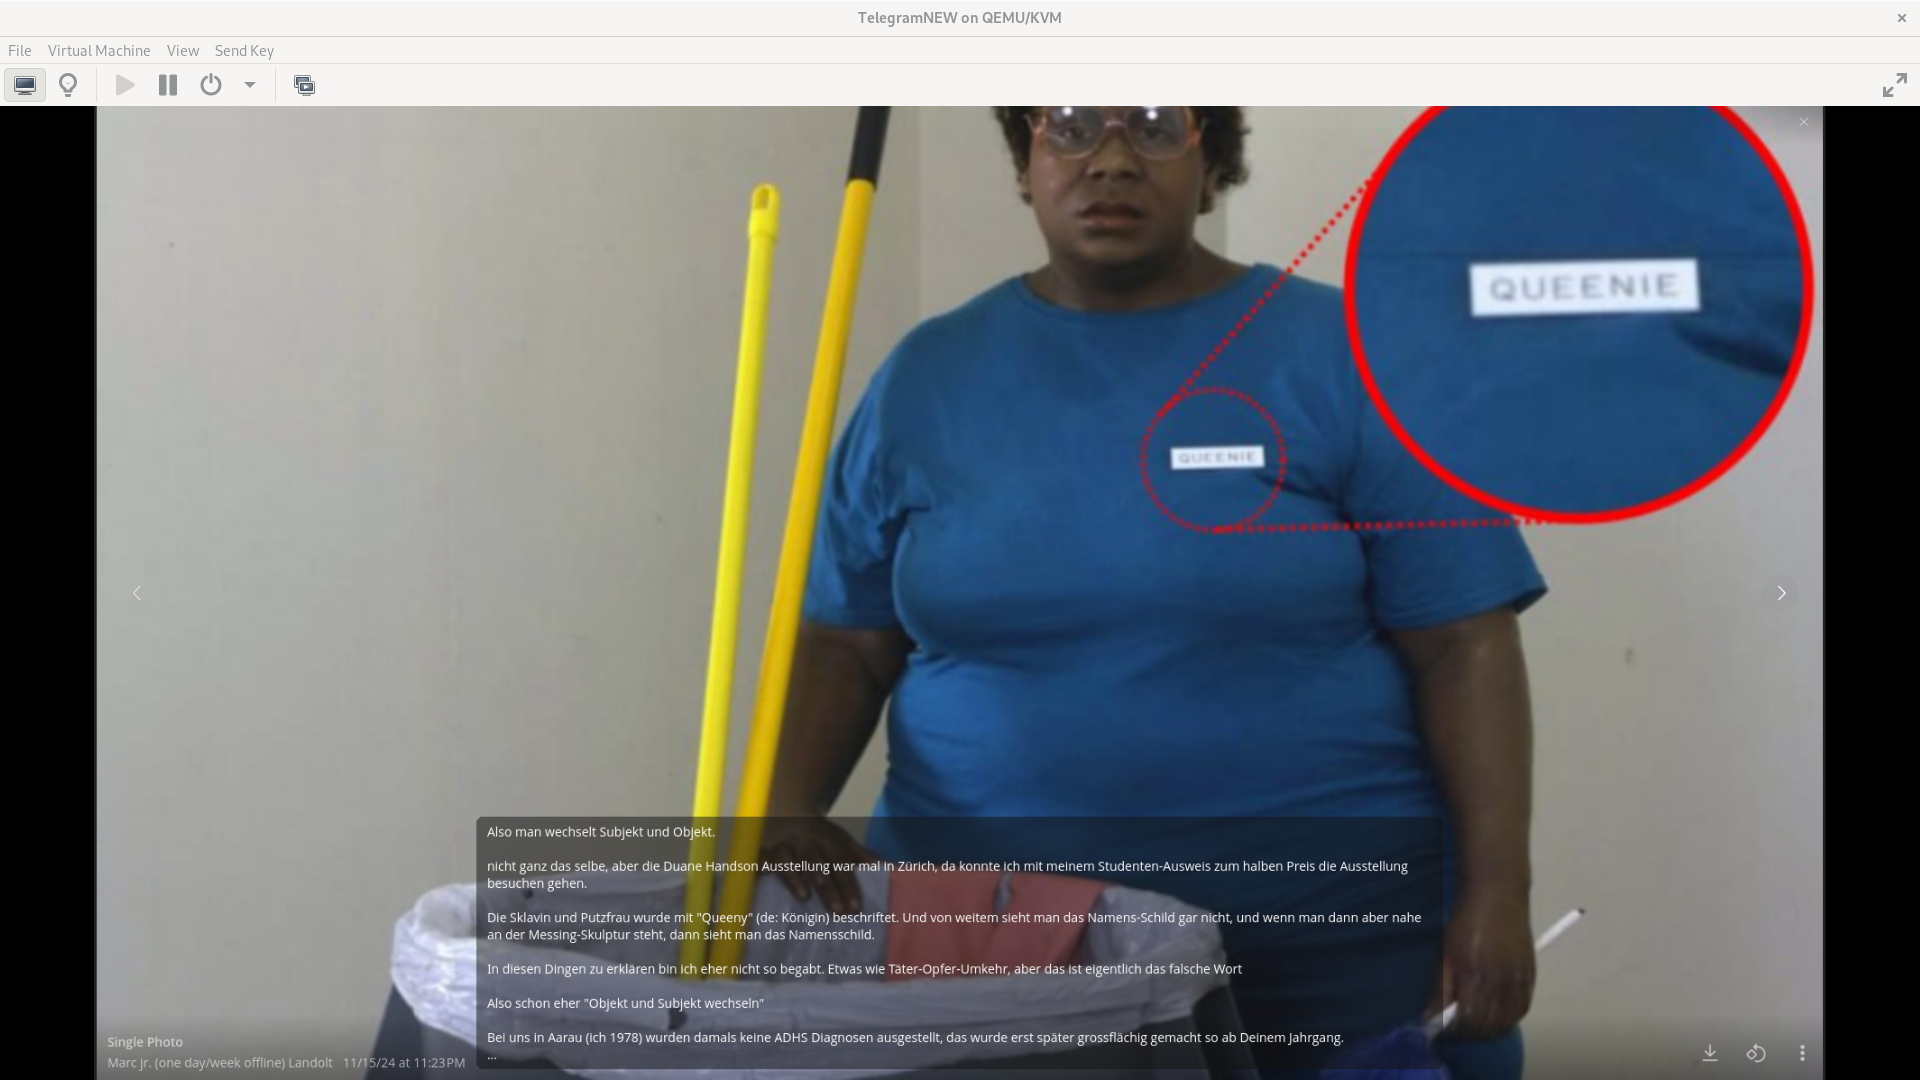 TelegramNEW on QEMU/KVM
File Virtual Machine View Send Key
QUEENIE
QUEENIE
Also man wechselt Subjekt und Objekt.
nicht ganz das selbe, aber die Duane Handson Ausstellung war mal in Zürich, da konnte ich mit meinem Studenten-Ausweis zum halben Preis die Ausstellung
besuchen gehen.
Die Sklavin und Putzfrau wurde mit "Queeny" (de: Königin) beschriftet. Und von weitem sieht man das Namens-Schild gar nicht, und wenn man dann aber nahe
an der Messing-Skulptur steht, dann sieht man das Namensschild.
In diesen Dingen zu erklären bin ich eher nicht so begabt. Etwas wie Täter-Opfer-Umkehr, aber das ist eigentlich das falsche Wort
Also schon eher "Objekt und Subjekt wechseln"
Bei uns in Aarau (ich 1978) wurden damals keine ADHS Diagnosen ausgestellt, das wurde erst später grossflächig gemacht so ab Deinem Jahrgang.
...
Single Photo
Marc jr. (one day/week offline) Landolt 11/15/24 at 11:23PM